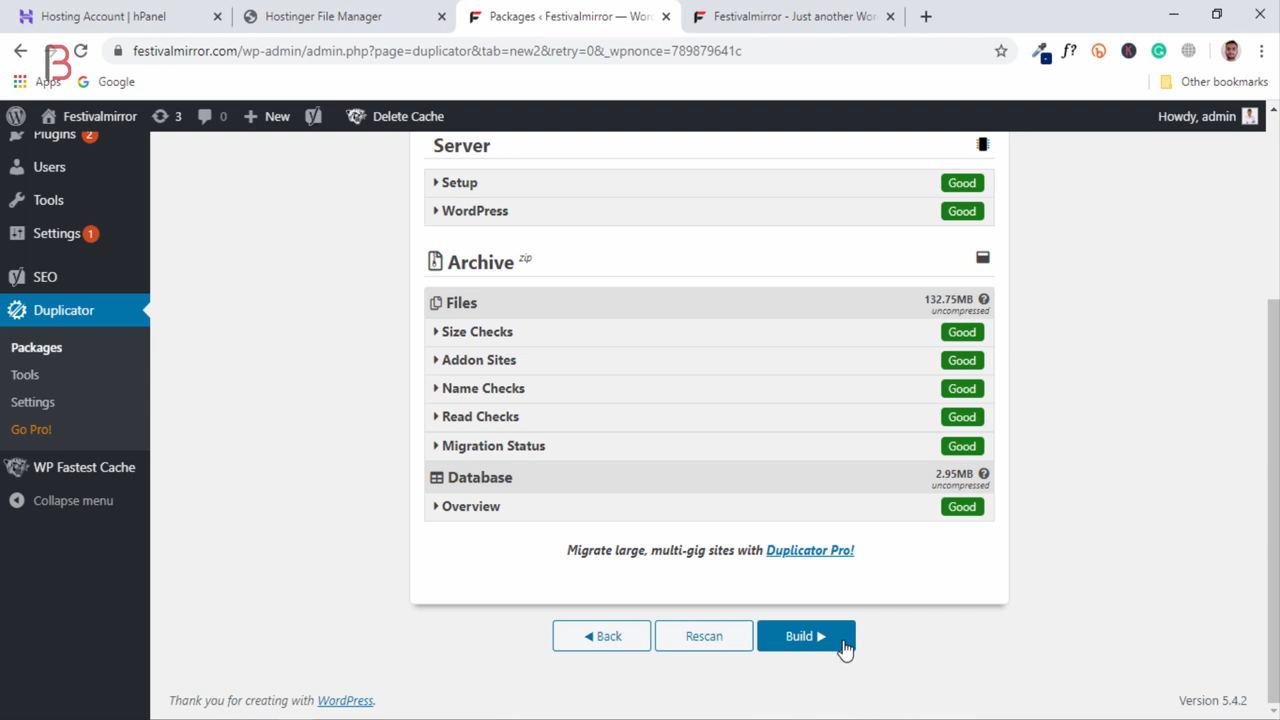 Hosting Account | hPanel
Hostinger File Manager
Packages ‹ Festivalmirror — Wor
Festivalmirror - Just another Wor
festivalmirror.com/wp-admin/admin.php?page=duplicator&tab=new2&retry=0&_wpnonce=789879641c
f?
Apps
Google
Other bookmarks
Festivalmirror
3
0
New
Delete Cache
Howdy, admin
Plugins 2
Users
Tools
Settings 1
SEO
Duplicator
Packages
Tools
Settings
Go Pro!
WP Fastest Cache
Collapse menu
Server
Setup Good
WordPress Good
Archive zip
Files 132.75MB
uncompressed
Size Checks Good
Addon Sites Good
Name Checks Good
Read Checks Good
Migration Status Good
Database 2.95MB
uncompressed
Overview Good
Migrate large, multi-gig sites with Duplicator Pro!
Back
Rescan
Build
Thank you for creating with WordPress.
Version 5.4.2